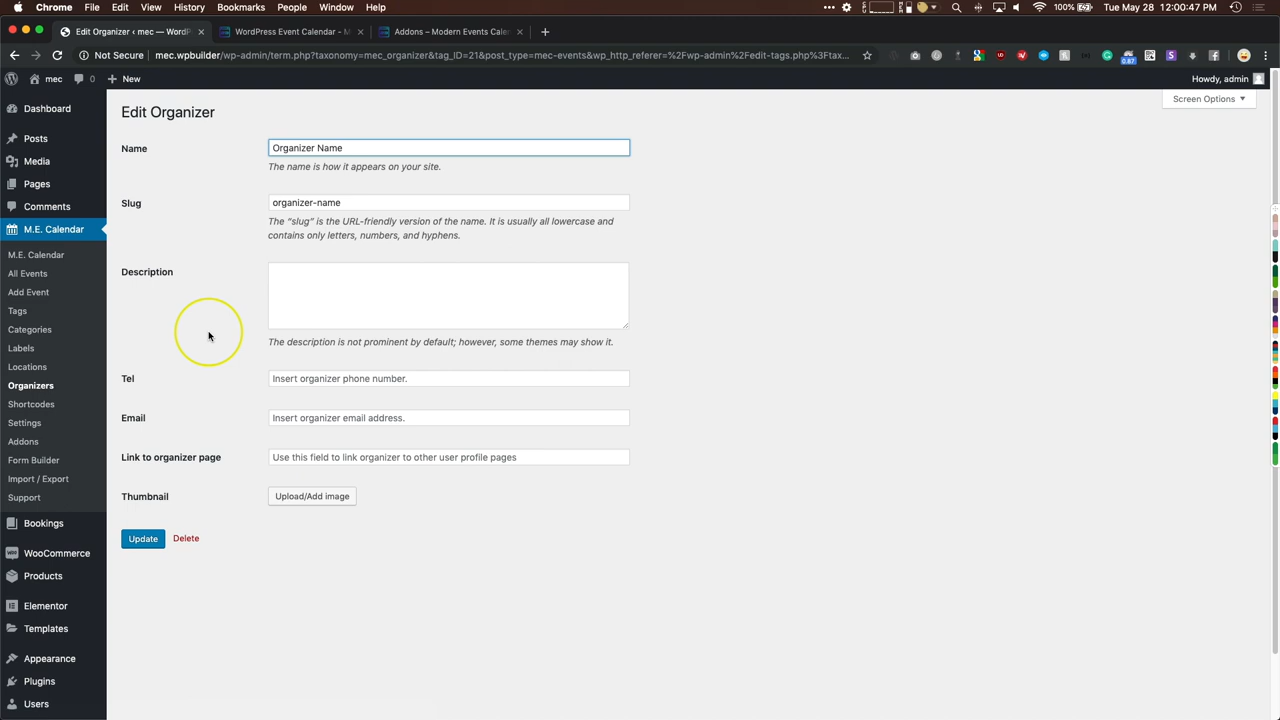 Chrome File Edit View History Bookmarks People Window Help
100% Tue May 28 12:00:47 PM
Edit Organizer ‹ mec — WordP
WordPress Event Calendar - M
Addons – Modern Events Cale
Not Secure mec.wpbuilder/wp-admin/term.php?taxonomy=mec_organizer&tag_ID=21&post_type=mec-events&wp_http_referer=%2Fwp-admin%2Fedit-tags.php%3Ftax...
0.67
mec 0 New
Howdy, admin
Screen Options
Edit Organizer
Dashboard
Posts
Media
Pages
Comments
M.E. Calendar
M.E. Calendar
All Events
Add Event
Tags
Categories
Labels
Locations
Organizers
Shortcodes
Settings
Addons
Form Builder
Import / Export
Support
Bookings
WooCommerce
Products
Elementor
Templates
Appearance
Plugins
Users
Name
Organizer Name
The name is how it appears on your site.
Slug
organizer-name
The “slug” is the URL-friendly version of the name. It is usually all lowercase and
contains only letters, numbers, and hyphens.
Description
The description is not prominent by default; however, some themes may show it.
Tel
Insert organizer phone number.
Email
Insert organizer email address.
Link to organizer page
Use this field to link organizer to other user profile pages
Thumbnail
Upload/Add image
Update
Delete